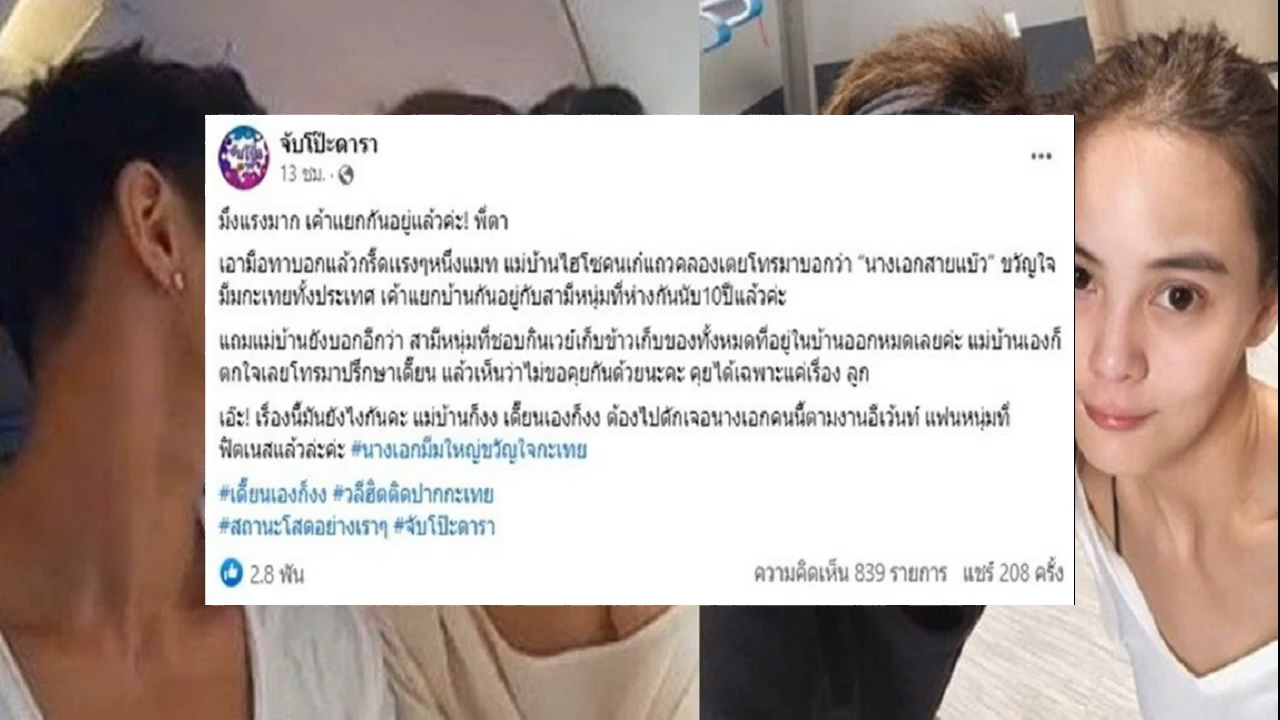 จับโป๊ะดารา
13 ชม.
มึงแรงมาก เค้าแยกกันอยู่แล้วค่ะ! พี่ตา
เอามือทาบอกแล้วกรี๊ดแรงๆหนึ่งแมท แม่บ้านไฮโซคนเก่แถวคลองเตยโทรมาบอกว่า “นางเอกสายแบ๊ว” ขวัญใจ
มีมกะเทยทั้งประเทศ เค้าแยกบ้านกันอยู่กับสามีหนุ่มที่ห่างกันนับ10ปีแล้วค่ะ
แถมแม่บ้านยังบอกอีกว่า สามีหนุ่มที่ชอบกินเวย์เก็บข้าวเก็บของทั้งหมดที่อยู่ในบ้านออกหมดเลยค่ะ แม่บ้านเองก็
ตกใจเลยโทรมาปรึกษาเดี๊ยน แล้วเห็นว่าไม่ขอคุยกันด้วยนะคะ คุยได้เฉพาะแค่เรื่อง ลูก
เอ๊ะ! เรื่องนี้มันยังไงกันคะ แม่บ้านก็งง เดี๊ยนเองก็งง ต้องไปดักเจอนางเอกคนนี้ตามงานอีเว้นท์ แฟนหนุ่มที่
ฟิตเนสแล้วล่ะค่ะ #นางเอกมีมใหญ่ขวัญใจกะเทย
#เดี๊ยนเองก็งง #วลีฮิตติดปากกะเทย
#สถานะโสดอย่างเราๆ #จับโป๊ะดารา
2.8 พัน
ความคิดเห็น 839 รายการ แชร์ 208 ครั้ง